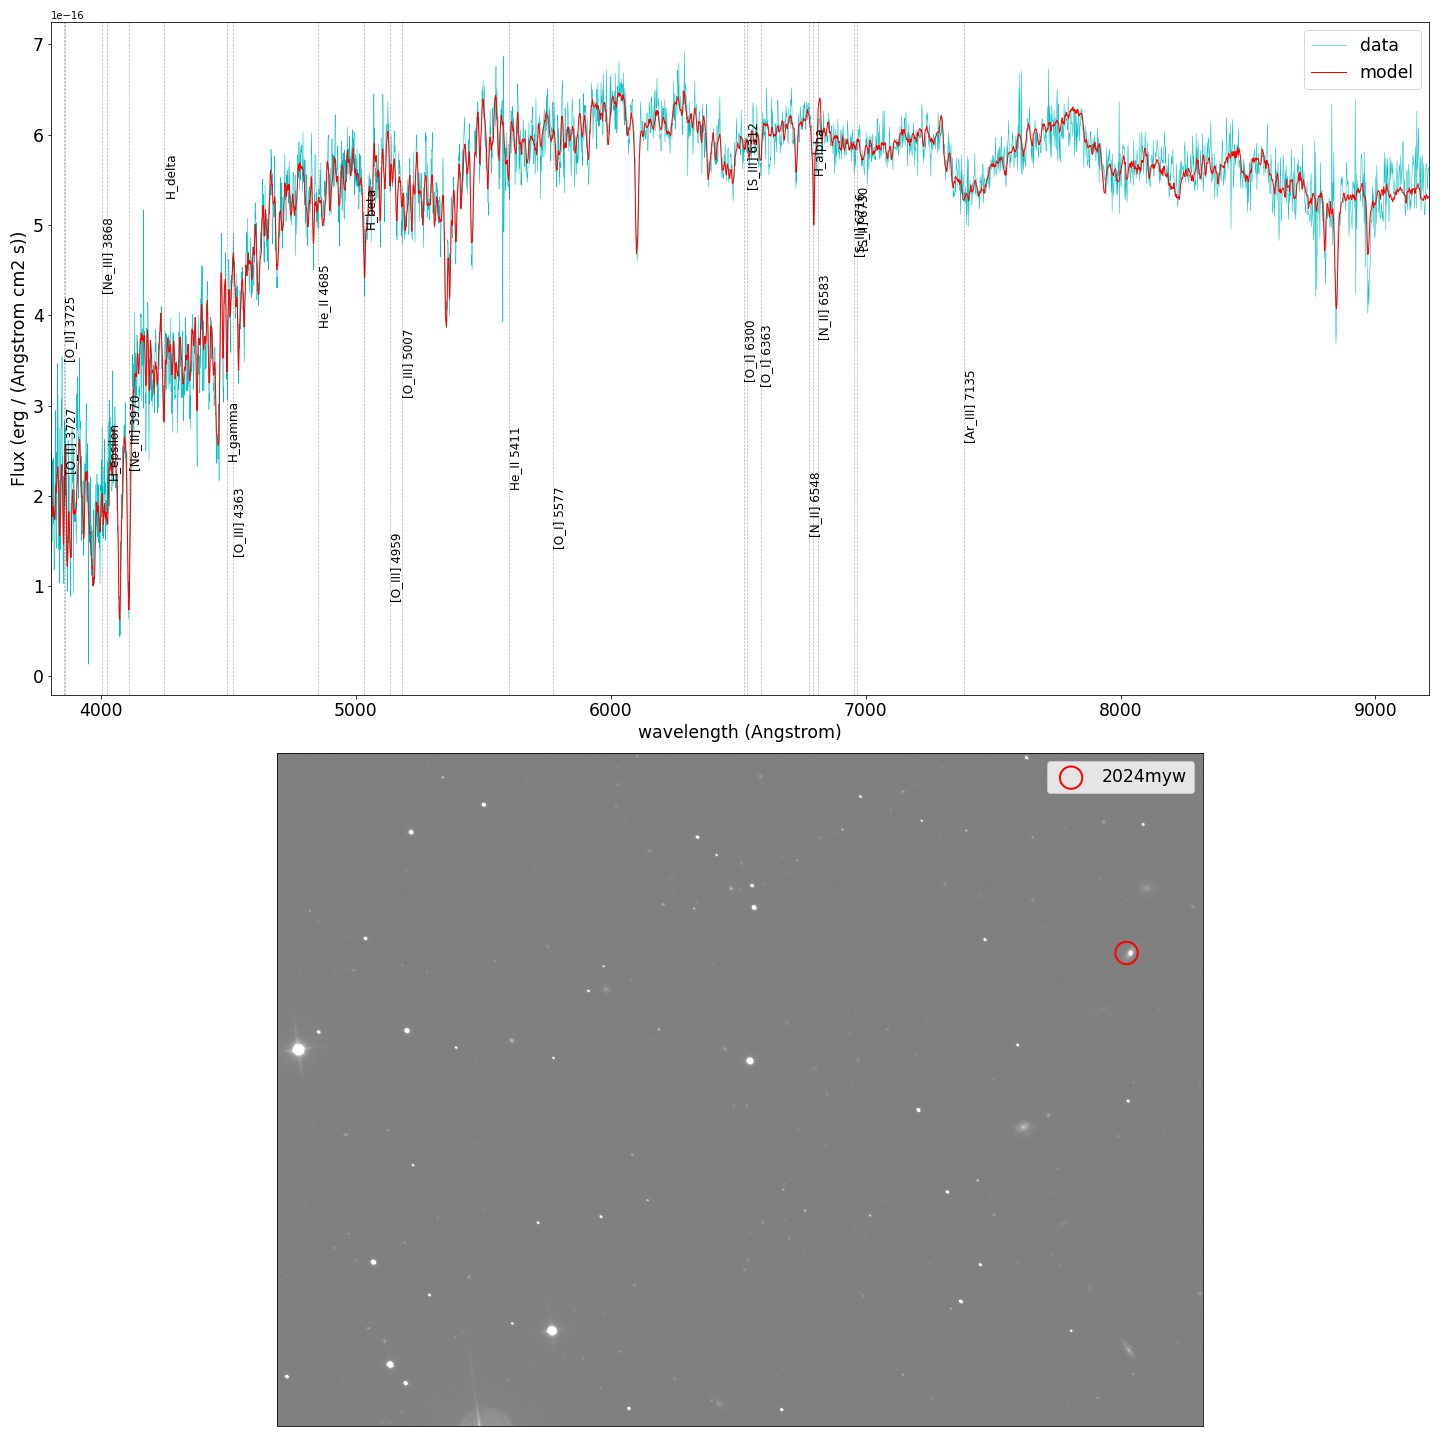 1e−16
data
model
7
6
5
4
3
2
1
0
Flux (erg / (Angstrom cm2 s))
[O_II] 3725
[O_II] 3727
[Ne_III] 3868
H_epsilon
[Ne_III] 3970
H_delta
H_gamma
[O_III] 4363
He_II 4685
H_beta
[O_III] 4959
[O_III] 5007
He_II 5411
[O_I] 5577
[O_I] 6300
[S_III] 6312
[O_I] 6363
[N_II] 6548
H_alpha
[N_II] 6583
[S_II] 6716
[S_II] 6730
[Ar_III] 7135
4000
5000
6000
7000
8000
9000
wavelength (Angstrom)
2024myw